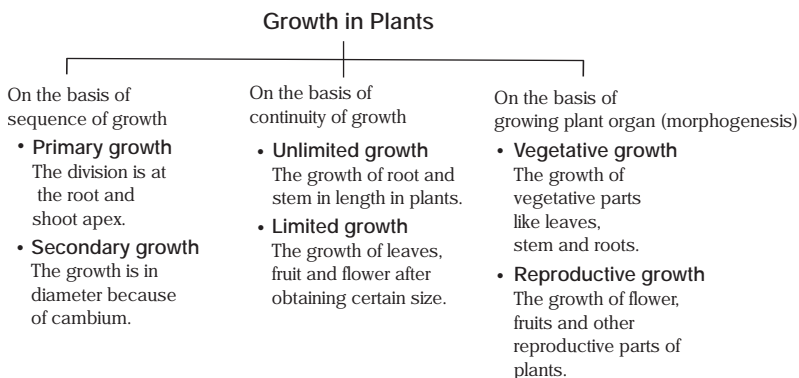 Growth in Plants
On the basis of
sequence of growth
• Primary growth
The division is at
the root and
shoot apex.
• Secondary growth
The growth is in
diameter because
of cambium.
On the basis of
continuity of growth
• Unlimited growth
The growth of root and
stem in length in plants.
• Limited growth
The growth of leaves,
fruit and flower after
obtaining certain size.
On the basis of
growing plant organ (morphogenesis)
• Vegetative growth
The growth of
vegetative parts
like leaves,
stem and roots.
• Reproductive growth
The growth of flower,
fruits and other
reproductive parts of
plants.